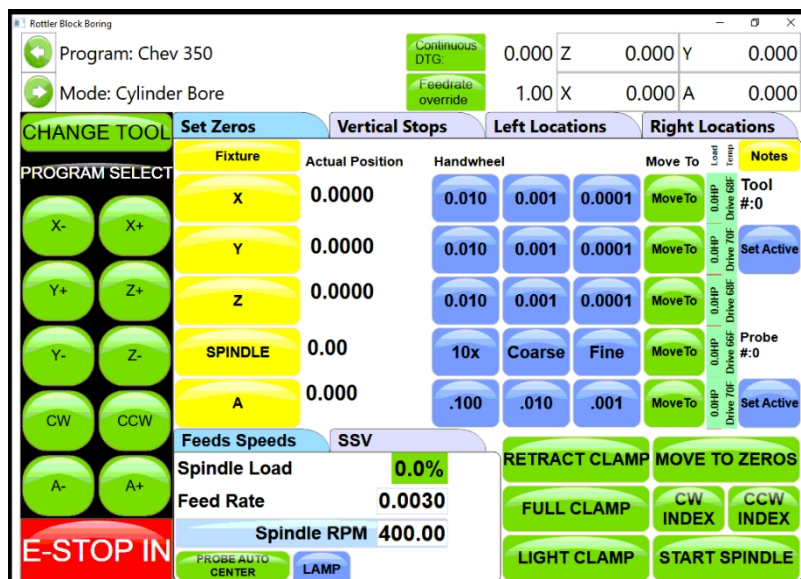 Rottler Block Boring
Program: Chev 350
Continuous DTG: 0.000 Z 0.000 Y 0.000
Mode: Cylinder Bore
Feedrate override 1.00 X 0.000 A 0.000
CHANGE TOOL
PROGRAM SELECT
X- X+
Y+ Z+
Y- Z-
CW CCW
A- A+
E-STOP IN
Set Zeros Vertical Stops Left Locations Right Locations
Fixture Actual Position Handwheel Move To Load Temp Notes
X 0.0000 0.010 0.001 0.0001 MoveTo 0.0HP Drive 68F
Tool #:0
Y 0.0000 0.010 0.001 0.0001 MoveTo 0.0HP Drive 70F Set Active
Z 0.0000 0.010 0.001 0.0001 MoveTo 0.0HP Drive 68F
SPINDLE 0.00 10x Coarse Fine MoveTo 0.0HP Drive 66F
Probe #:0
A 0.000 .100 .010 .001 MoveTo 0.0HP Drive 70F Set Active
Feeds Speeds SSV
Spindle Load 0.0%
Feed Rate 0.0030
Spindle RPM 400.00
PROBE AUTO CENTER
LAMP
RETRACT CLAMP MOVE TO ZEROS
FULL CLAMP CW INDEX CCW INDEX
LIGHT CLAMP START SPINDLE